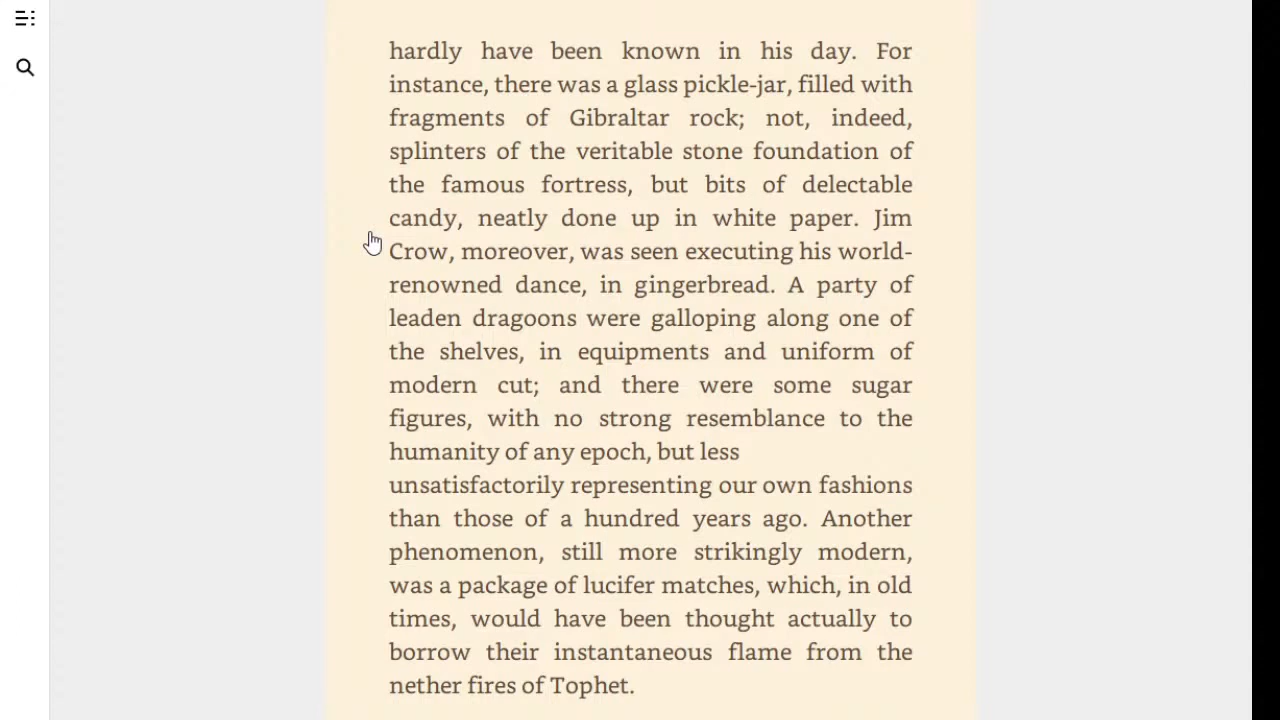 hardly have been known in his day. For
instance, there was a glass pickle-jar, filled with
fragments of Gibraltar rock; not, indeed,
splinters of the veritable stone foundation of
the famous fortress, but bits of delectable
candy, neatly done up in white paper. Jim
Crow, moreover, was seen executing his world-
renowned dance, in gingerbread. A party of
leaden dragoons were galloping along one of
the shelves, in equipments and uniform of
modern cut; and there were some sugar
figures, with no strong resemblance to the
humanity of any epoch, but less
unsatisfactorily representing our own fashions
than those of a hundred years ago. Another
phenomenon, still more strikingly modern,
was a package of lucifer matches, which, in old
times, would have been thought actually to
borrow their instantaneous flame from the
nether fires of Tophet.